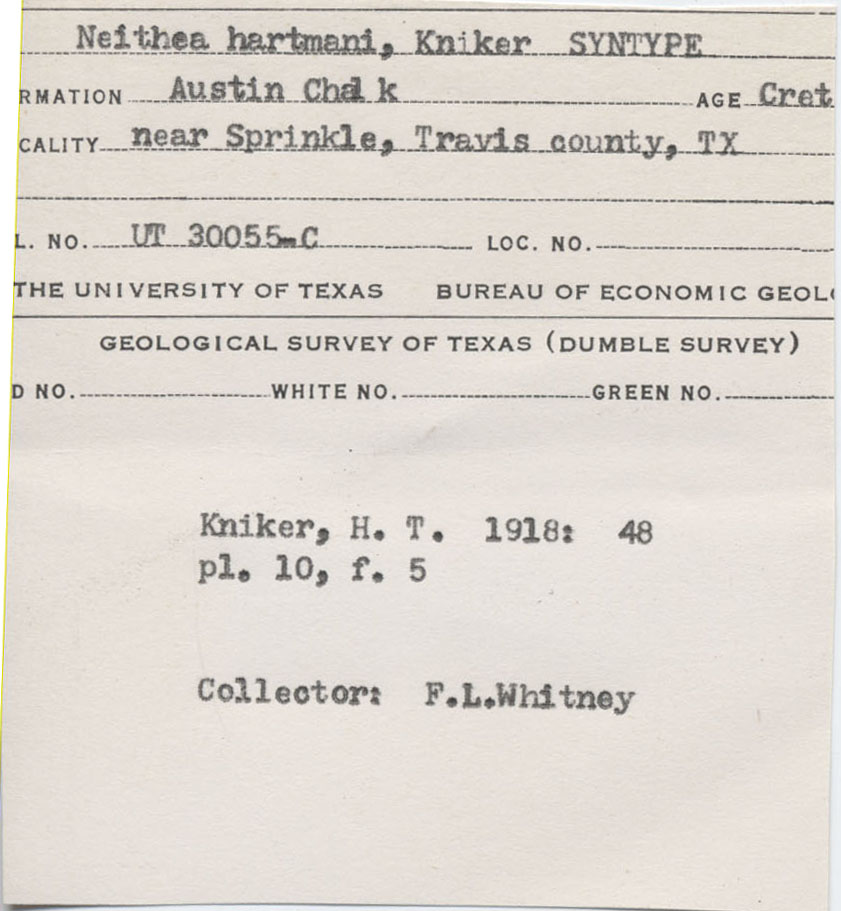 Neithea hartmani, Kniker SYNTYPE
RMATION Austin Chalk AGE Cret
CALITY near Sprinkle, Travis county, TX
L. NO. UT 30055-C LOC. NO.
THE UNIVERSITY OF TEXAS BUREAU OF ECONOMIC GEOLO
GEOLOGICAL SURVEY OF TEXAS (DUMBLE SURVEY)
D NO. WHITE NO. GREEN NO.
Kniker, H. T. 1918: 48
pl. 10, f. 5
Collector: F.L.Whitney